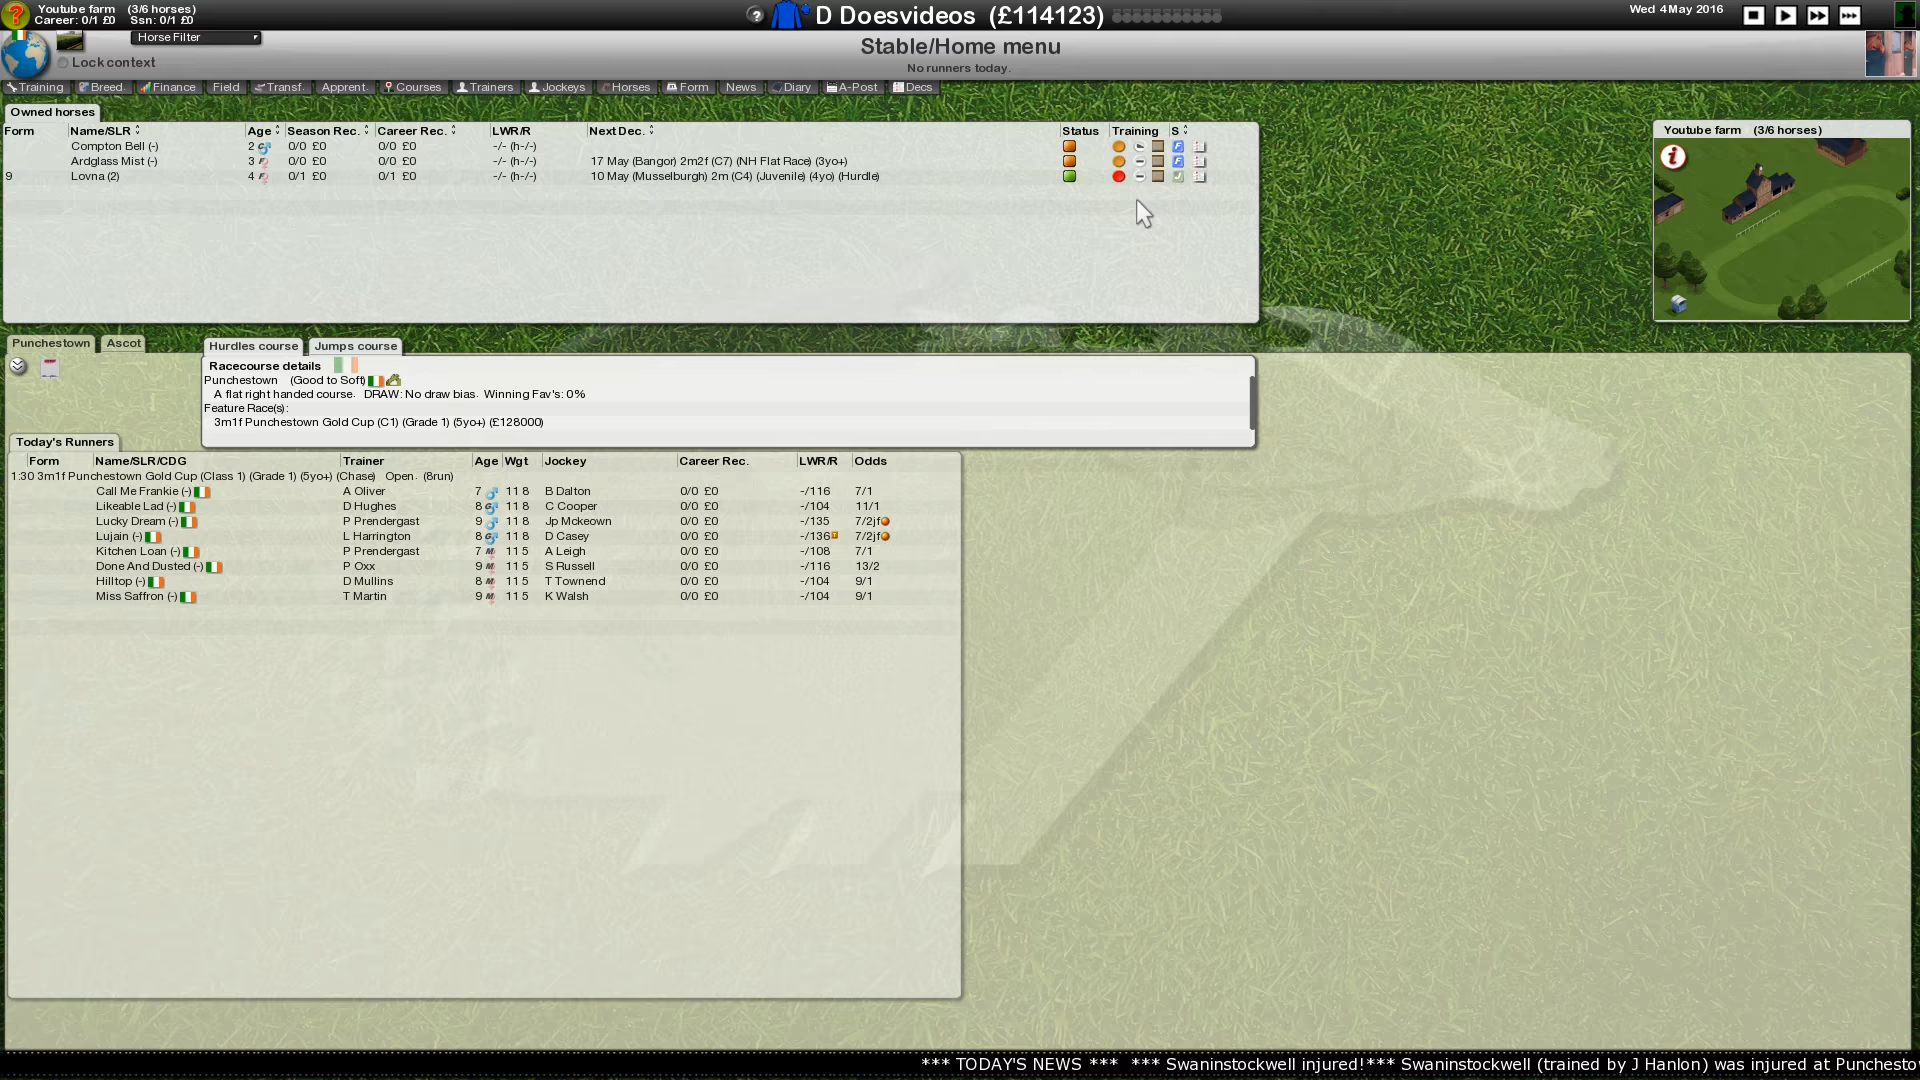 Youtube farm (3/6 horses)
Career: 0/1 £0 Ssn: 0/1 £0
D Doesvideos (£114123)
Wed 4May 2016
Horse Filter
Lock context
Stable/Home menu
No runners today.
Training Breed. Finance Field Transf. Apprent. Courses Trainers Jockeys Horses Form News Diary A-Post Decs
Owned horses
Form Name/SLR Age Season Rec. Career Rec. LWR/R Next Dec. Status Training S
Compton Bell (-) 2 0/0 £0 0/0 £0 -/- (h-/-)
Ardglass Mist (-) 3 0/0 £0 0/0 £0 -/- (h-/-) 17 May (Bangor) 2m2f (C7) (NH Flat Race) (3yo+)
9 Lovna (2) 4 0/1 £0 0/1 £0 -/- (h-/-) 10 May (Musselburgh) 2m (C4) (Juvenile) (4yo) (Hurdle)
Youtube farm (3/6 horses)
Punchestown Ascot
Hurdles course Jumps course
Racecourse details
Punchestown (Good to Soft)
A flat right handed course. DRAW: No draw bias. Winning Fav's: 0%
Feature Race(s):
3m1f Punchestown Gold Cup (C1) (Grade 1) (5yo+) (£128000)
Today's Runners
Form Name/SLR/CDG Trainer Age Wgt Jockey Career Rec. LWR/R Odds
1:30 3m1f Punchestown Gold Cup (Class 1) (Grade 1) (5yo+) (Chase) Open. (8run)
Call Me Frankie (-) A Oliver 7 11 8 B Dalton 0/0 £0 -/116 7/1
Likeable Lad (-) D Hughes 8 11 8 C Cooper 0/0 £0 -/104 11/1
Lucky Dream (-) P Prendergast 9 11 8 Jp Mckeown 0/0 £0 -/135 7/2jf
Lujain (-) L Harrington 8 11 8 D Casey 0/0 £0 -/136 7/2jf
Kitchen Loan (-) P Prendergast 7 11 5 A Leigh 0/0 £0 -/108 7/1
Done And Dusted (-) P Oxx 9 11 5 S Russell 0/0 £0 -/116 13/2
Hilltop (-) D Mullins 8 11 5 T Townend 0/0 £0 -/104 9/1
Miss Saffron (-) T Martin 9 11 5 K Walsh 0/0 £0 -/104 9/1
*** TODAY'S NEWS *** *** Swaninstockwell injured!*** Swaninstockwell (trained by J Hanlon) was injured at Punchesto